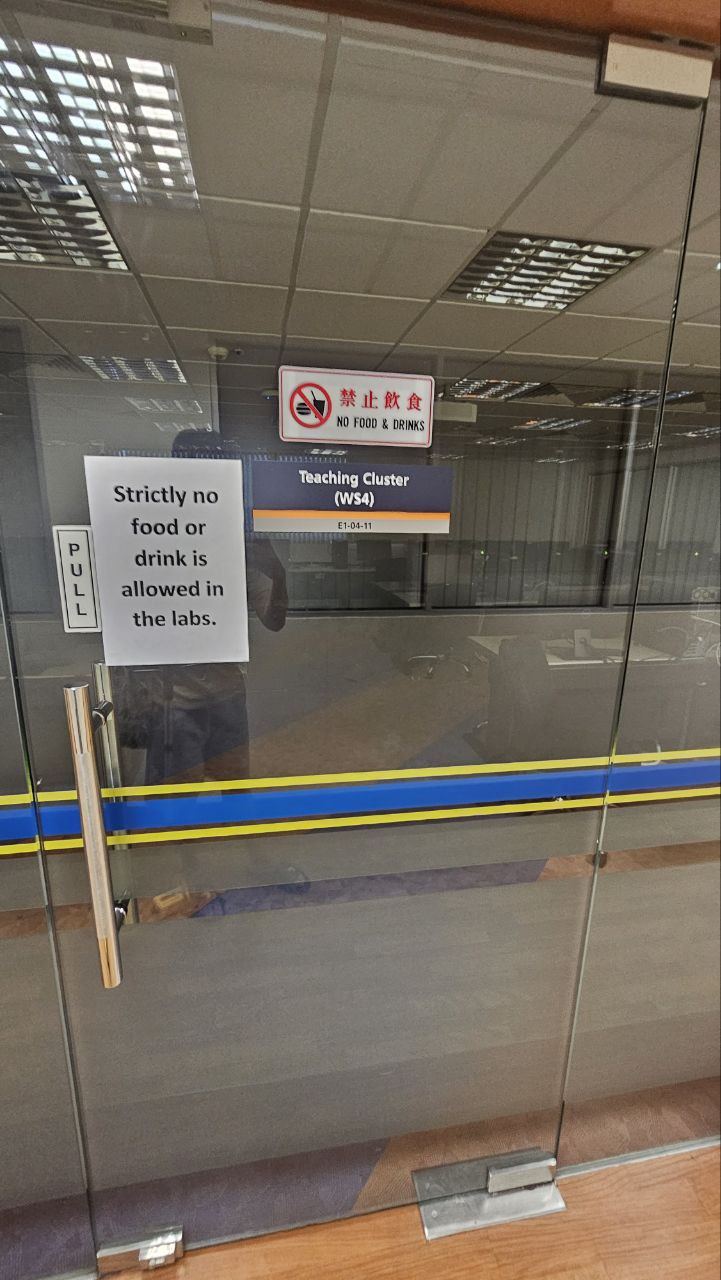 禁止飲食
NO FOOD & DRINKS
Teaching Cluster
(WS4)
E1-04-11
Strictly no
food or
drink is
allowed in
the labs.
PULL